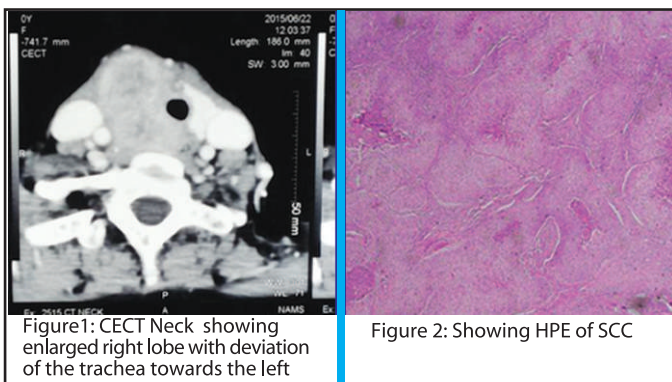 0Y
F
-741.7 mm
CECT
2015/06/22
12:03:37
Length: 186.0 mm
Im: 40
SW: 3.00 mm
R
L
50 mm
P
A
NAMS
Ex: 2515 CT NECK
Figure1: CECT Neck showing
enlarged right lobe with deviation
of the trachea towards the left
Figure 2: Showing HPE of SCC